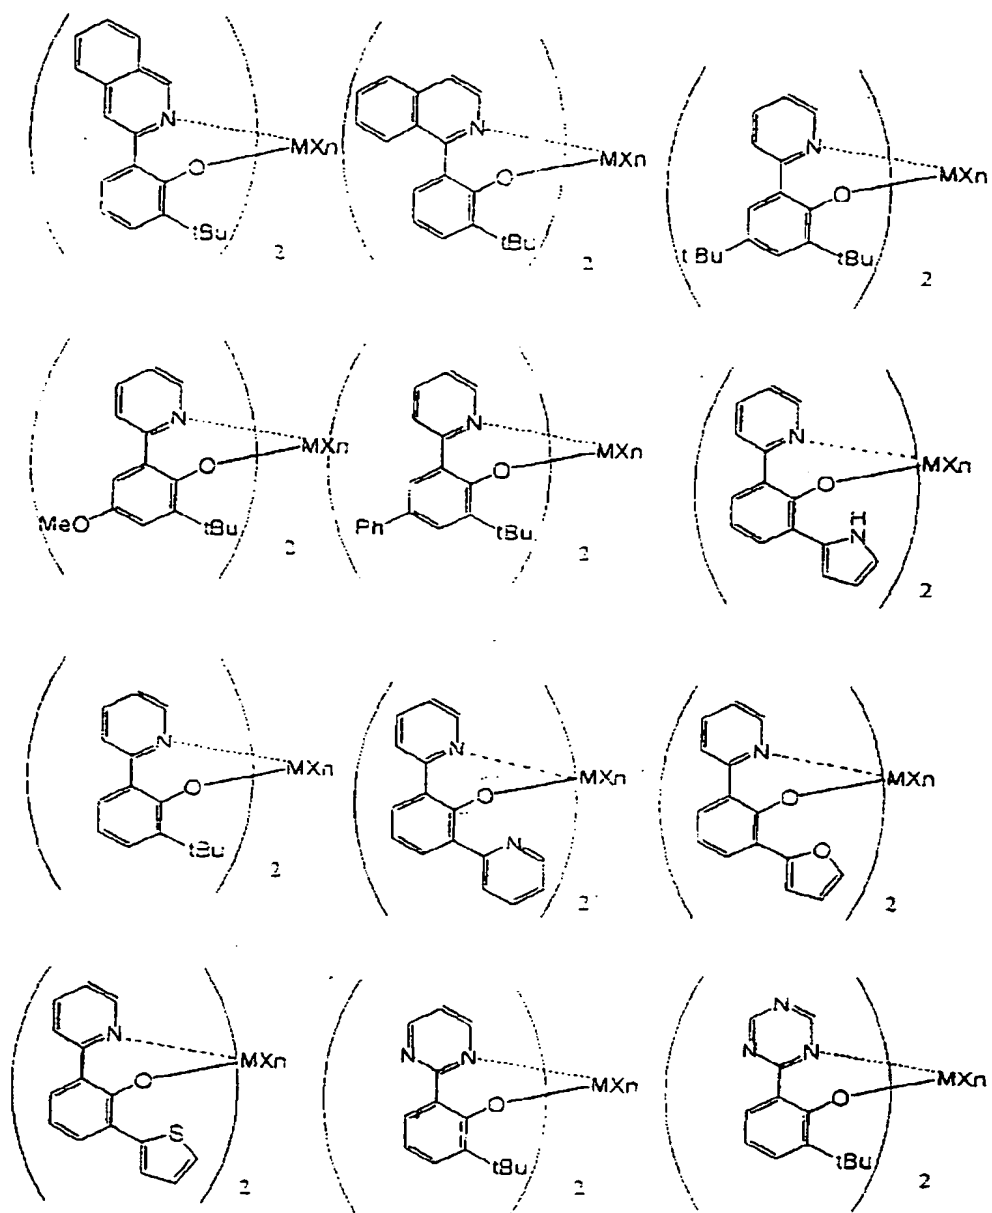 N O MXn tBu 2
N O MXn tBu 2
N O MXn tBu tBu 2
N O MXn MeO tBu 2
N O MXn Ph tBu 2
N O MXn H N 2
N O MXn tBu 2
N O MXn N 2
N O MXn O 2
N O MXn S 2
N N O MXn tBu 2
N N N O MXn tBu 2